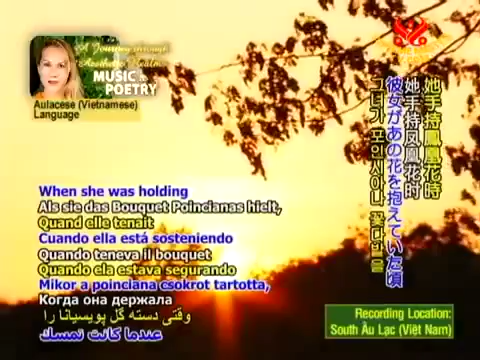 A Journey through
Aesthetic Realms
MUSIC & POETRY
Aulacese (Vietnamese)
Language
她手持鳳凰花時
她手持凤凰花时
彼女があの花を抱えていた頃
그녀가 포인시아나 꽃다발을
When she was holding
Als sie das Bouquet Poincianas hielt,
Quand elle tenait
Cuando ella está sosteniendo
Quando teneva il bouquet
Quando ela estava segurando
Mikor a poinciana csokrot tartotta,
Когда она держала
وقتی دسته گل پویسیانا را
عندما كانت تمسك
Recording Location:
South Âu Lạc (Việt Nam)